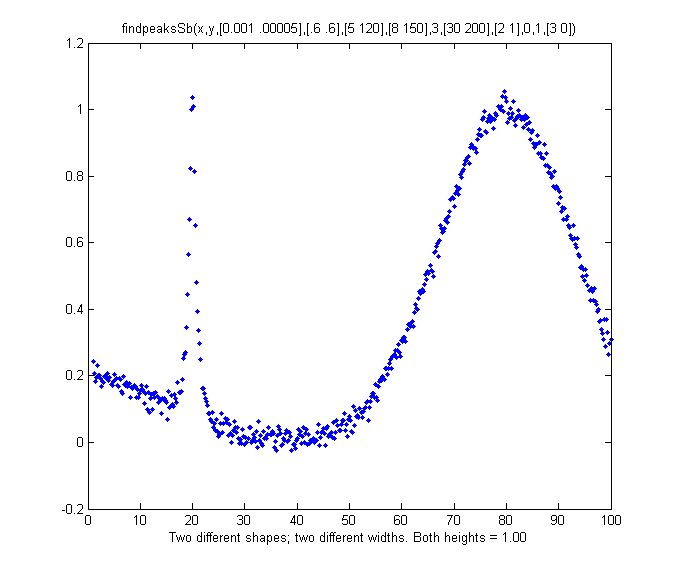 findpeaksSb(x,y,[0.001 .00005],[.6 .6],[5 120],[8 150],3,[30 200],[2 1],0,1,[3 0])
1.2
1
0.8
0.6
0.4
0.2
0
-0.2
0 10 20 30 40 50 60 70 80 90 100
Two different shapes; two different widths. Both heights = 1.00